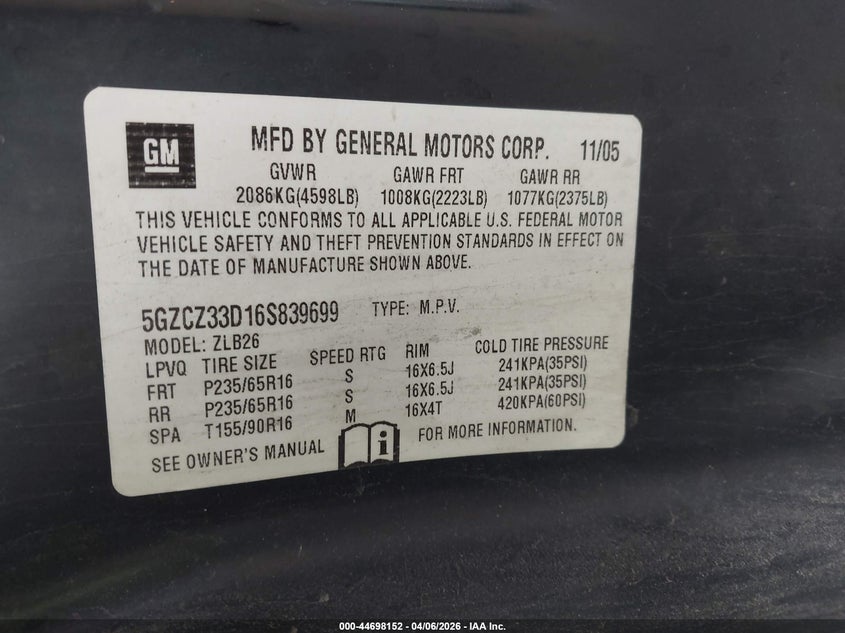 GM
MFD BY GENERAL MOTORS CORP. 11/05
GVWR GAWR FRT GAWR RR
2086KG(4598LB) 1008KG(2223LB) 1077KG(2375LB)
THIS VEHICLE CONFORMS TO ALL APPLICABLE U.S. FEDERAL MOTOR
VEHICLE SAFETY AND THEFT PREVENTION STANDARDS IN EFFECT ON
THE DATE OF MANUFACTURE SHOWN ABOVE.
5GZCZ33D16S839699 TYPE: M.P.V.
MODEL: ZLB26
LPVQ TIRE SIZE SPEED RTG RIM COLD TIRE PRESSURE
FRT P235/65R16 S 16X6.5J 241KPA(35PSI)
RR P235/65R16 S 16X6.5J 241KPA(35PSI)
SPA T155/90R16 M 16X4T 420KPA(60PSI)
SEE OWNER'S MANUAL i FOR MORE INFORMATION.
000-44698152 - 04/06/2026 - IAA Inc.